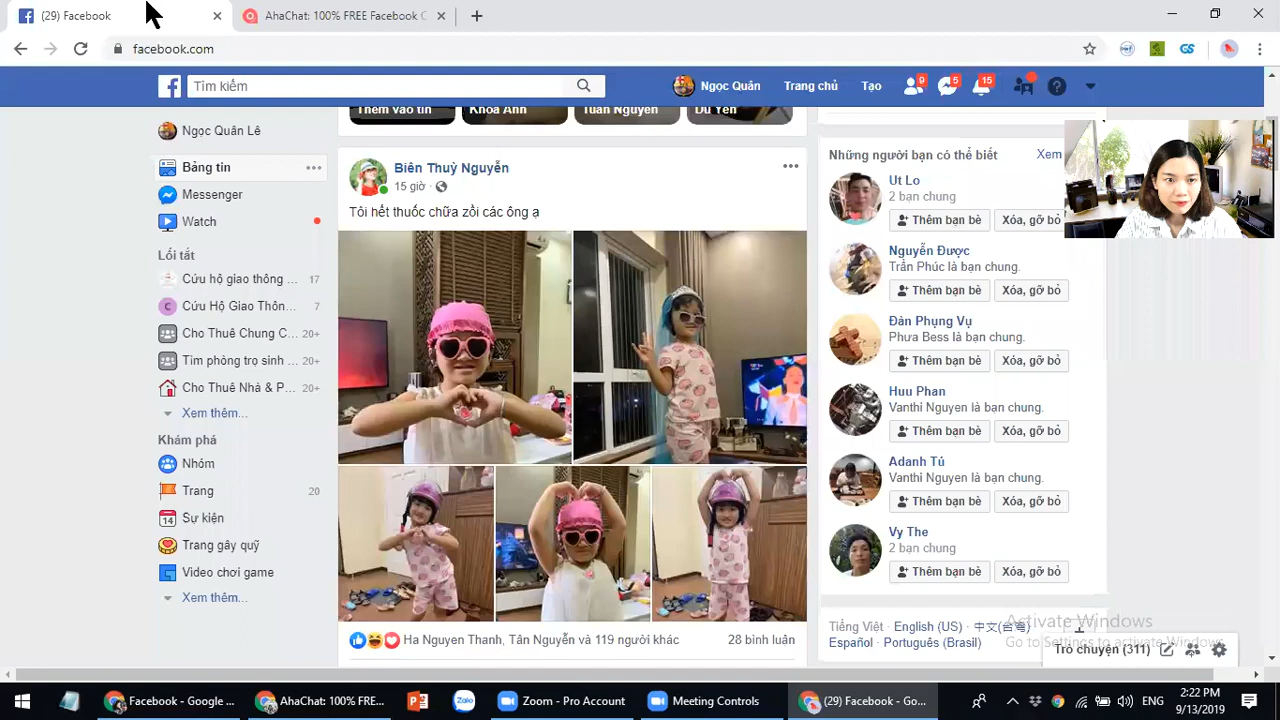 (29) Facebook
AhaChat: 100% FREE Facebook C
facebook.com
Tìm kiếm
Ngọc Quân
Trang chủ
Tạo
9
5
15
Ngọc Quân Lê
Bảng tin
Messenger
Watch
Lối tắt
Cứu hộ giao thông ... 17
Cứu Hộ Giao Thôn... 7
Cho Thuê Chung C... 20+
Tìm phòng trọ sinh ... 20+
Cho Thuê Nhà & P... 20+
Xem thêm...
Khám phá
Nhóm
Trang 20
Sự kiện
Trang gây quỹ
Video chơi game
Xem thêm...
Thêm vào tin
Khoa Anh
Tuấn Nguyễn
Du Yên
Biên Thuỳ Nguyễn
15 giờ
Tôi hết thuốc chữa zồi các ông ạ
Ha Nguyen Thanh, Tân Nguyễn và 119 người khác
28 bình luận
Những người bạn có thể biết
Xem
Ut Lo
2 bạn chung
Thêm bạn bè
Xóa, gỡ bỏ
Nguyễn Được
Trần Phúc là bạn chung.
Thêm bạn bè
Xóa, gỡ bỏ
Đàn Phụng Vụ
Phưa Bess là bạn chung.
Thêm bạn bè
Xóa, gỡ bỏ
Huu Phan
Vanthi Nguyen là bạn chung.
Thêm bạn bè
Xóa, gỡ bỏ
Adanh Tú
Vanthi Nguyen là bạn chung.
Thêm bạn bè
Xóa, gỡ bỏ
Vy The
2 bạn chung
Thêm bạn bè
Xóa, gỡ bỏ
Tiếng Việt · English (US) · 中文(台灣)
Español · Português (Brasil)
Activate Windows
Go to Settings to activate Windows.
Trò chuyện (311)
Facebook - Google ...
AhaChat: 100% FRE...
Zoom - Pro Account
Meeting Controls
(29) Facebook - Go...
ENG
2:22 PM
9/13/2019